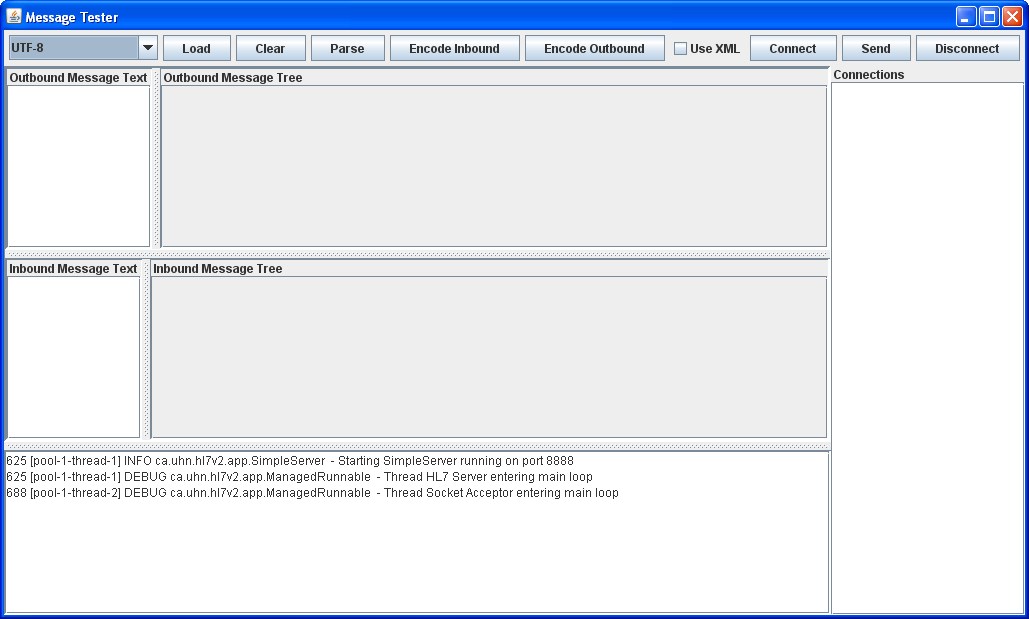 Message Tester
UTF-8 Load Clear Parse Encode Inbound Encode Outbound Use XML Connect Send Disconnect
Outbound Message Text Outbound Message Tree Connections
Inbound Message Text Inbound Message Tree
625 [pool-1-thread-1] INFO ca.uhn.hl7v2.app.SimpleServer - Starting SimpleServer running on port 8888
625 [pool-1-thread-1] DEBUG ca.uhn.hl7v2.app.ManagedRunnable - Thread HL7 Server entering main loop
688 [pool-1-thread-2] DEBUG ca.uhn.hl7v2.app.ManagedRunnable - Thread Socket Acceptor entering main loop